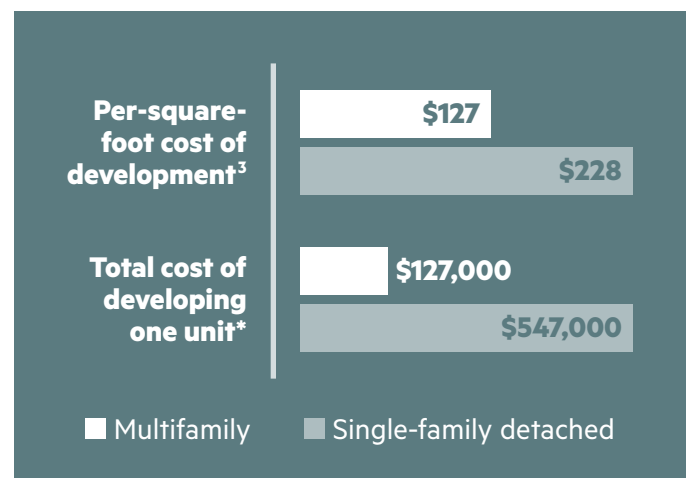 Per-square-
foot cost of
development³
$127
$228
Total cost of
developing
one unit*
$127,000
$547,000
Multifamily
Single-family detached